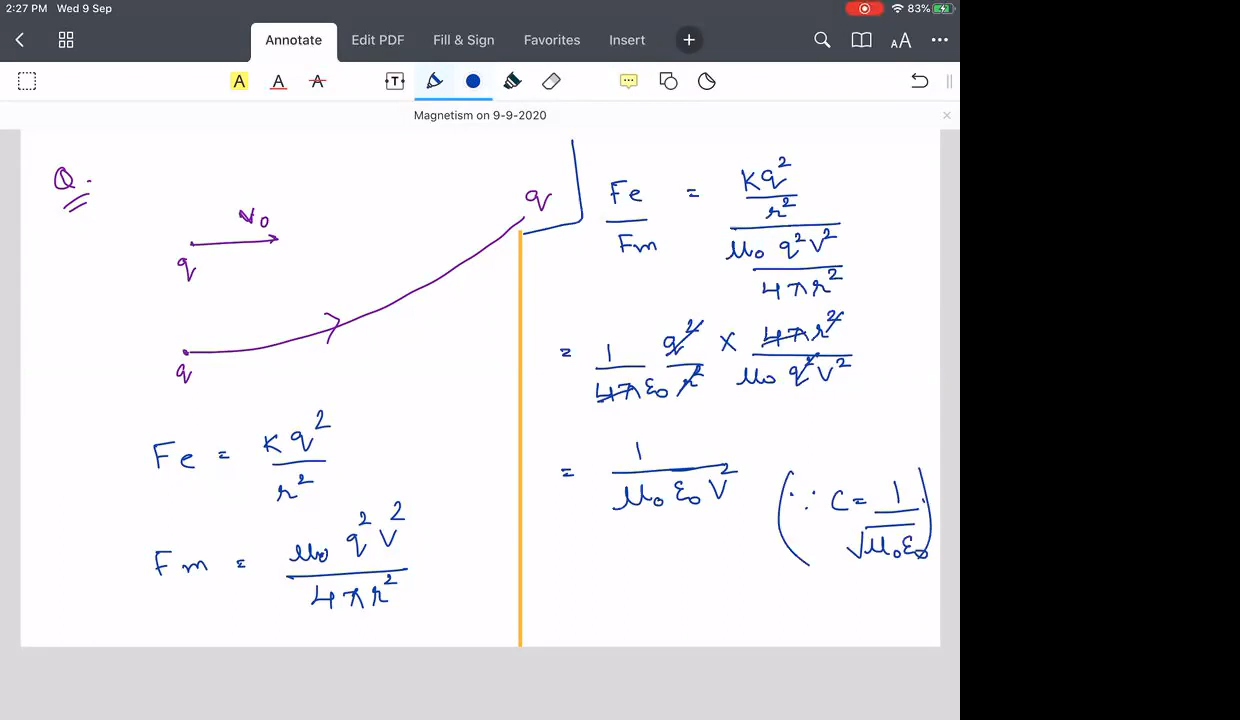 2:27 PM Wed 9 Sep
83%
Annotate Edit PDF Fill & Sign Favorites Insert
AA
A A A T
Magnetism on 9-9-2020
Q.
V₀
q
q
q
Fe = Kq²/r²
Fm = μ₀ q² V²/4πr²
Fe/Fm = (Kq²/r²)/(μ₀ q² V²/4πr²)
= 1/4πε₀ q²/r² × 4πr²/μ₀ q² V²
= 1/μ₀ ε₀ V² (∵ C = 1/√μ₀ε₀)